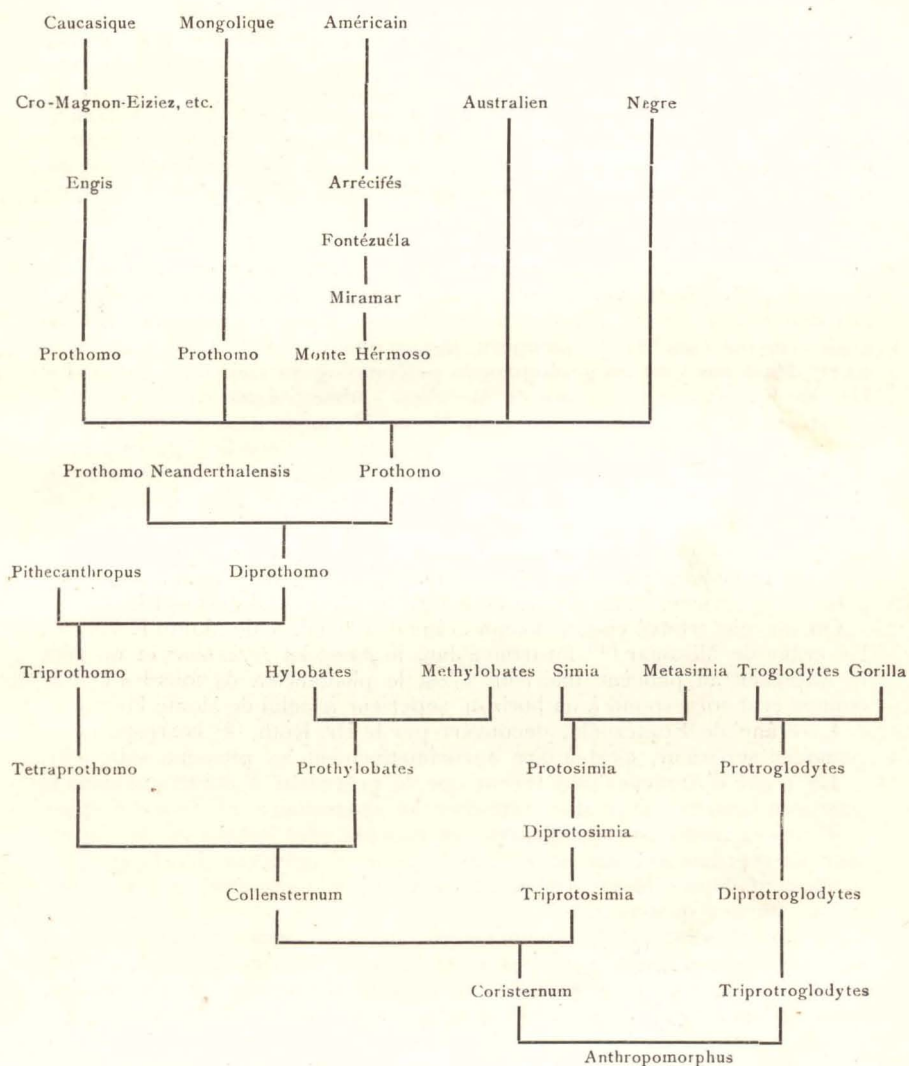 Caucasique Mongolique Américain
Cro-Magnon-Eiziez, etc. Australien Nègre
Engis Arrécifés
Fontézuéla
Miramar
Prothomo Prothomo Monte Hérmoso
Prothomo Neanderthalensis Prothomo
Pithecanthropus Diprothomo
Triprothomo Hylobates Methylobates Simia Metasimia Troglodytes Gorilla
Tetraprothomo Prothylobates Protosimia Protroglodytes
Diprotosimia
Collensternum Triprotosimia Diprotroglodytes
Coristernum Triprotroglodytes
Anthropomorphus